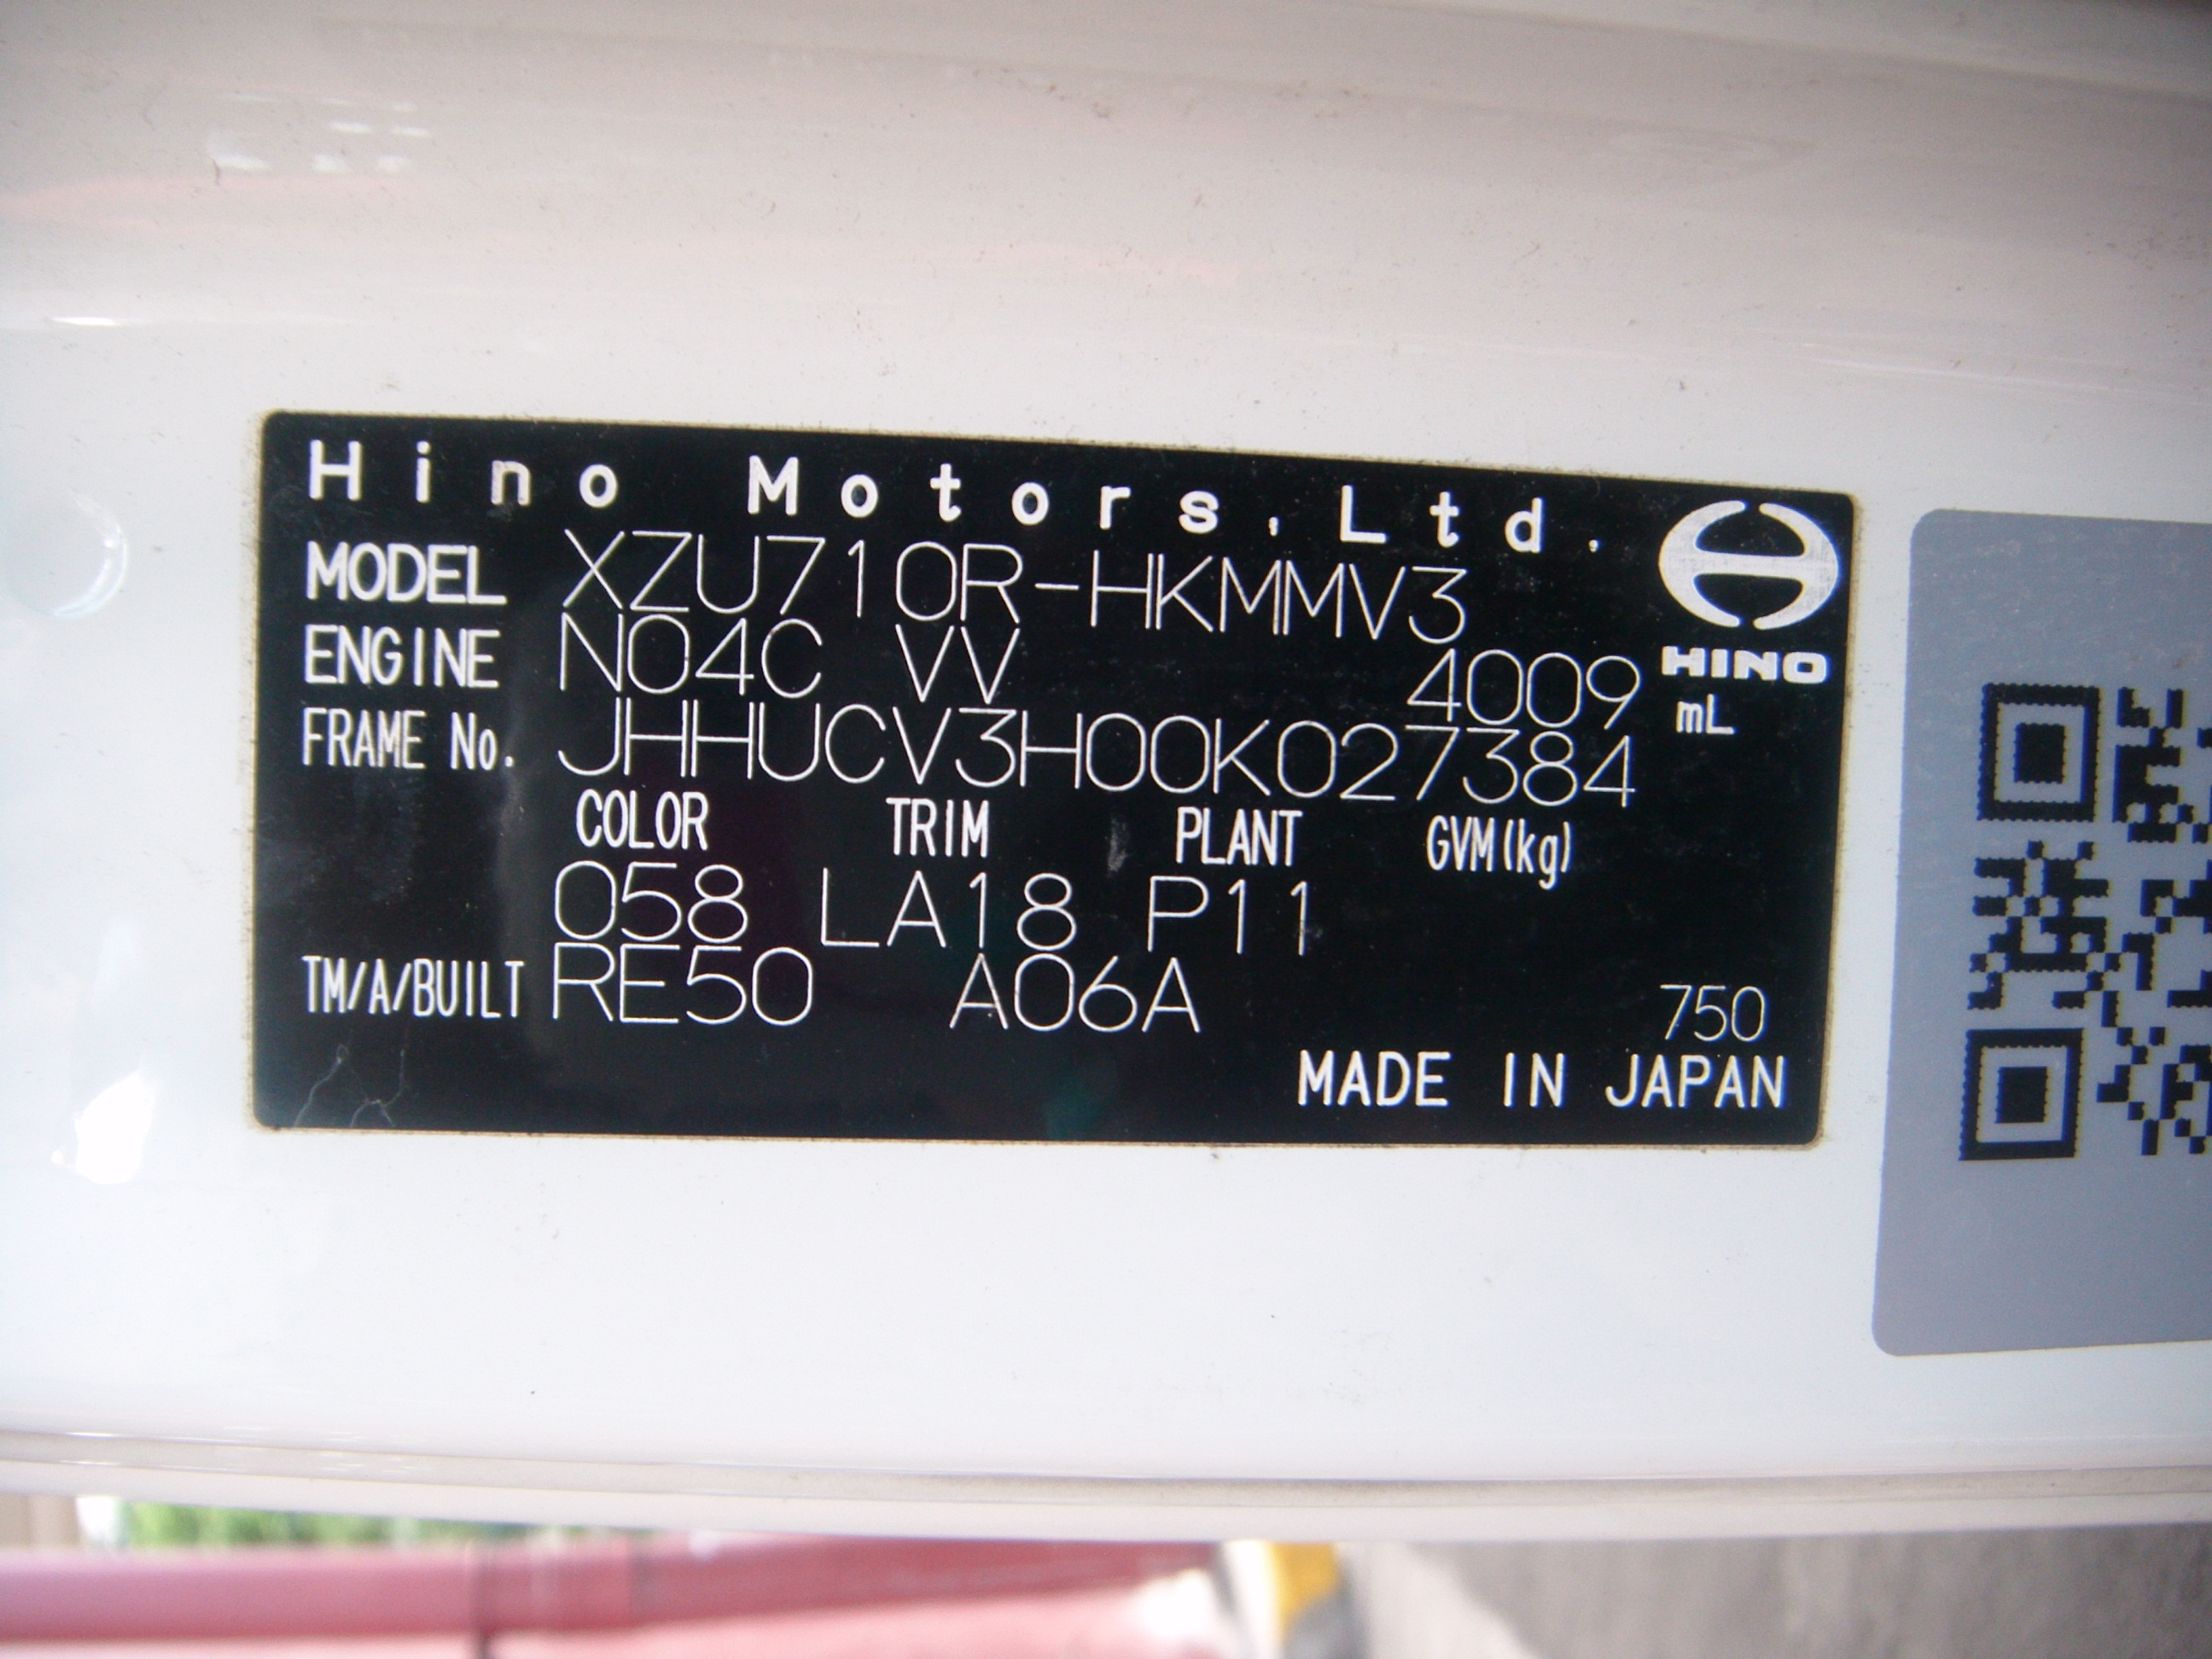 Hino Motors,Ltd.
MODEL XZU710R-HKMMV3
HINO
ENGINE N04C VV 4009 mL
FRAME No. JHHUCV3H00K027384
COLOR TRIM PLANT GVM(kg)
058 LA18 P11
TM/A/BUILT RE50 A06A 750
MADE IN JAPAN